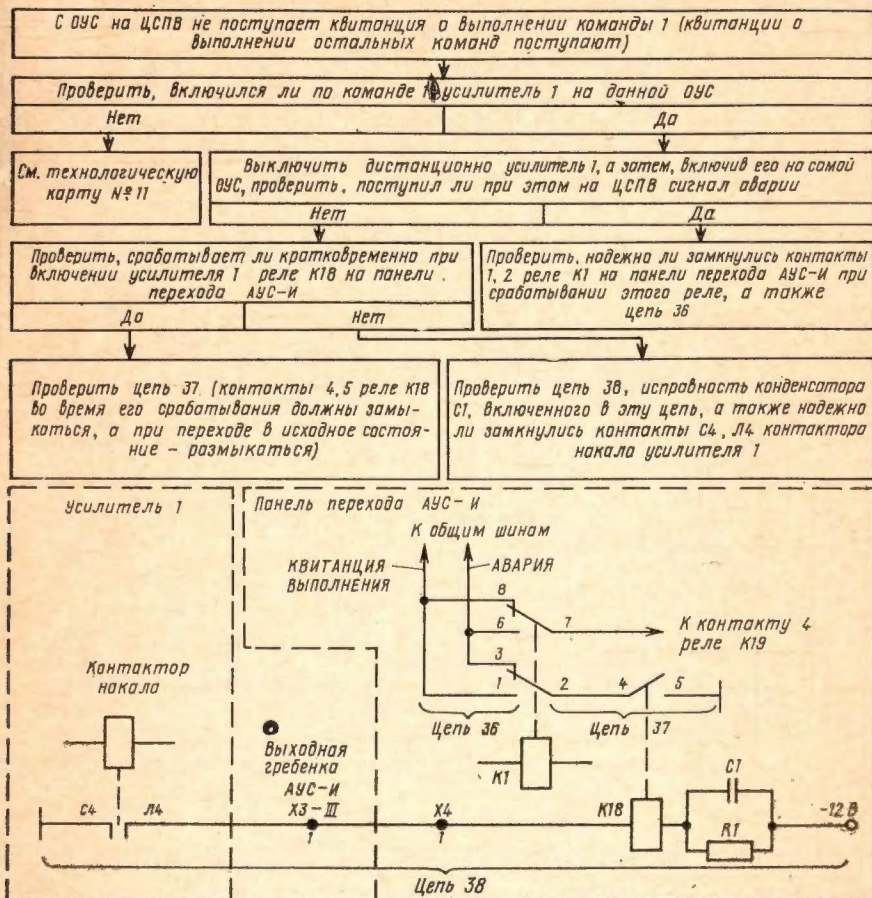 С ОУС на ЦСПВ не поступает квитанция о выполнении команды 1 (квитанции о
выполнении остальных команд поступают)
Проверить, включился ли по команде 1 усилитель 1 на данной ОУС
Нет
Да
См. технологическую
карту № 11
Выключить дистанционно усилитель 1, а затем, включив его на самой
ОУС, проверить, поступил ли при этом на ЦСПВ сигнал аварии
Нет
Да
Проверить, срабатывает ли кратковременно при
включении усилителя 1 реле К18 на панели
перехода АУС-И
Да
Нет
Проверить, надежно ли замкнулись контакты
1, 2 реле К1 на панели перехода АУС-И при
срабатывании этого реле, а также
цепь 36
Проверить цепь 37 (контакты 4, 5 реле К18
во время его срабатывания должны замы-
каться, а при переходе в исходное состоя-
ние - размыкаться)
Проверить цепь 38, исправность конденсатора
С1, включенного в эту цепь, а также надежно
ли замкнулись контакты С4, Л4 контактора
накала усилителя 1
Усилитель 1
Панель перехода АУС-И
К общим шинам
КВИТАНЦИЯ
ВЫПОЛНЕНИЯ
АВАРИЯ
8
6
7
К контакту 4
реле К19
3
1
2
4
5
Цепь 36
Цепь 37
Контактор
накала
Выходная
гребенка
АУС-И
К1
С1
С4
Л4
Х3-III
1
Х4
1
К18
R1
-12 В
Цепь 38